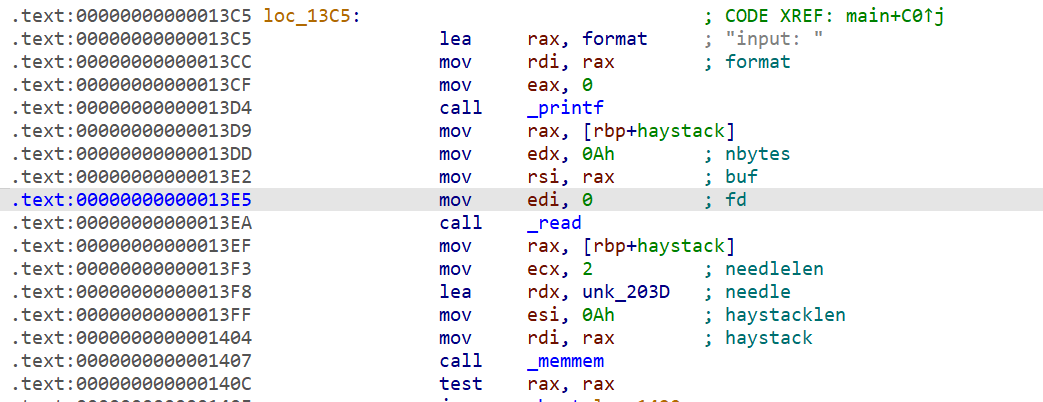 .text:00000000000013C5 loc_13C5: ; CODE XREF: main+C0↑j
.text:00000000000013C5 lea rax, format ; "input: "
.text:00000000000013CC mov rdi, rax ; format
.text:00000000000013CF mov eax, 0
.text:00000000000013D4 call _printf
.text:00000000000013D9 mov rax, [rbp+haystack]
.text:00000000000013DD mov edx, 0Ah ; nbytes
.text:00000000000013E2 mov rsi, rax ; buf
.text:00000000000013E5 mov edi, 0 ; fd
.text:00000000000013EA call _read
.text:00000000000013EF mov rax, [rbp+haystack]
.text:00000000000013F3 mov ecx, 2 ; needlelen
.text:00000000000013F8 lea rdx, unk_203D ; needle
.text:00000000000013FF mov esi, 0Ah ; haystacklen
.text:0000000000001404 mov rdi, rax ; haystack
.text:0000000000001407 call _memmem
.text:000000000000140C test rax, rax